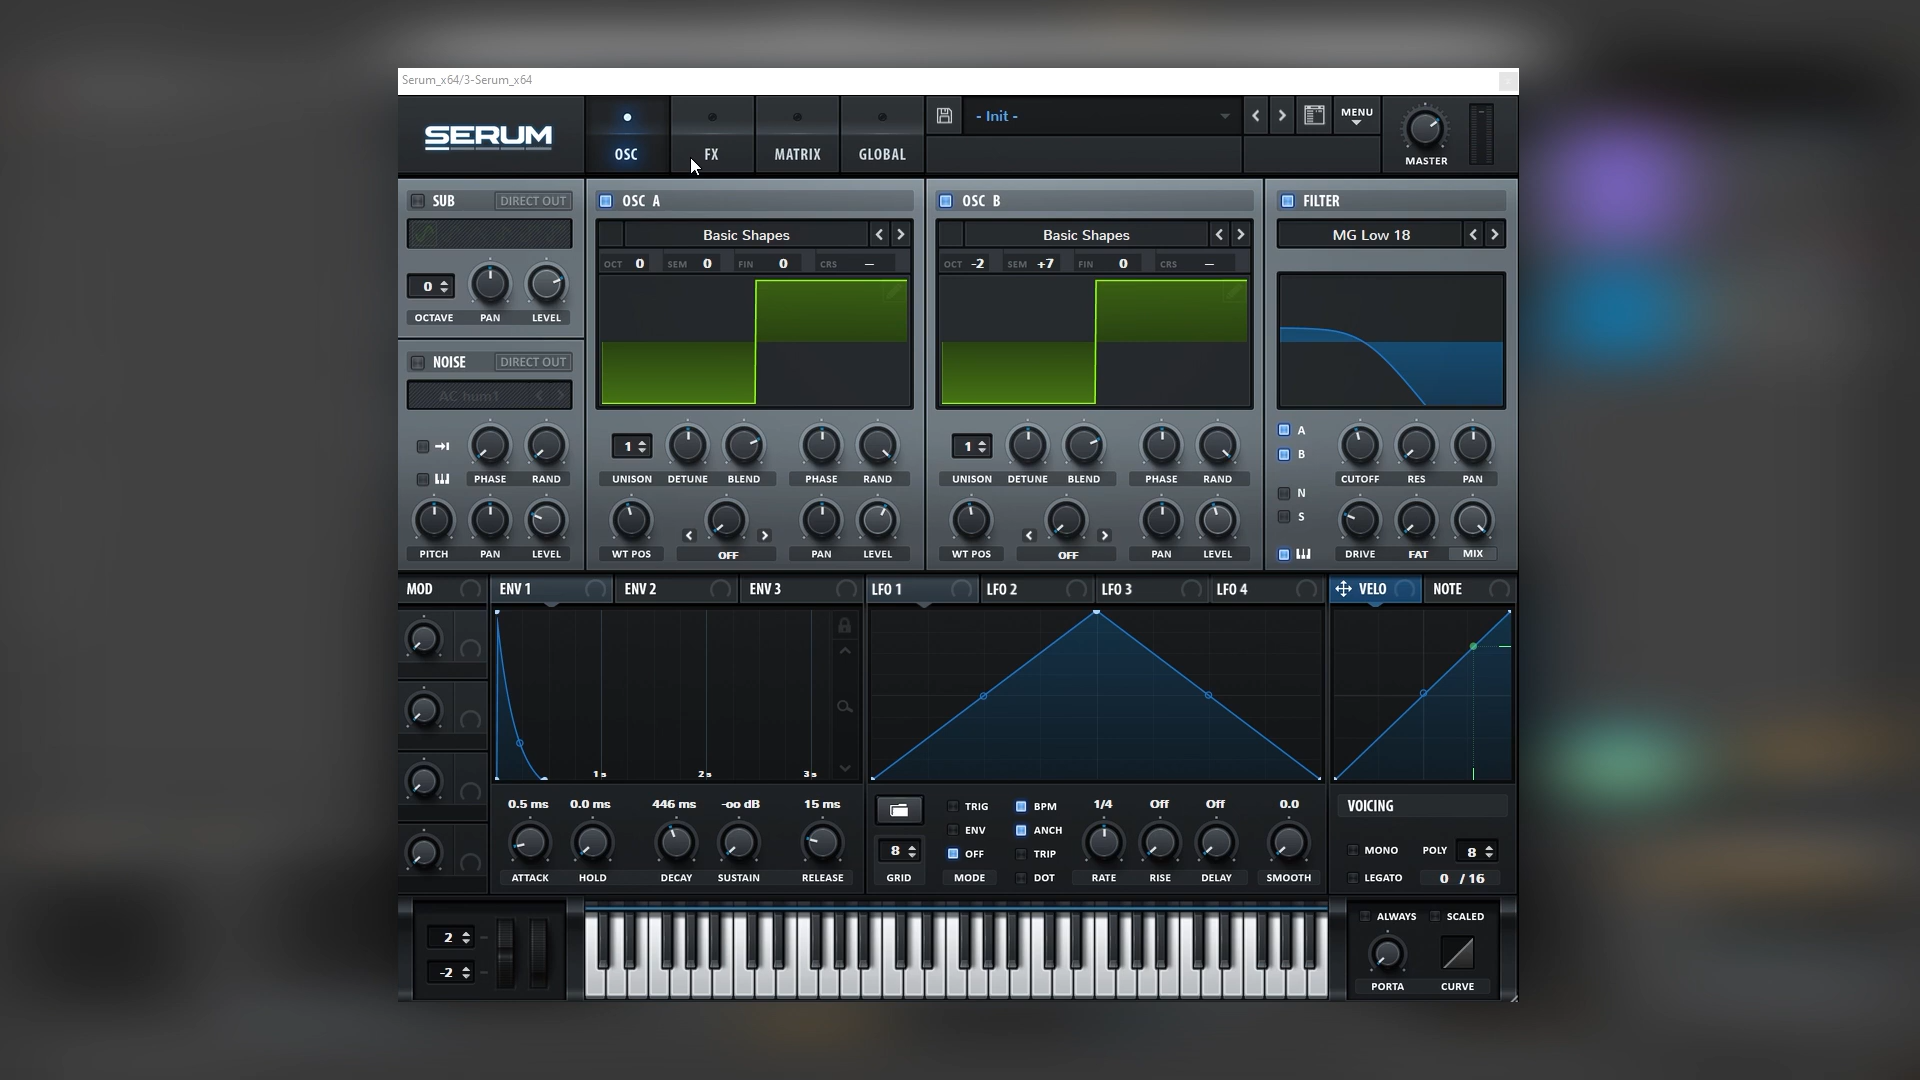 Serum_x64/3-Serum_x64
SERUM
OSC
FX
MATRIX
GLOBAL
- Init -
MENU
MASTER
SUB DIRECT OUT
0
OCTAVE PAN LEVEL
NOISE DIRECT OUT
AC hum1
PHASE RAND
PITCH PAN LEVEL
OSC A
Basic Shapes
OCT 0 SEM 0 FIN 0 CRS --
1
UNISON DETUNE BLEND PHASE RAND
WT POS OFF PAN LEVEL
OSC B
Basic Shapes
OCT -2 SEM +7 FIN 0 CRS --
1
UNISON DETUNE BLEND PHASE RAND
WT POS OFF PAN LEVEL
FILTER
MG Low 18
A
B
N
S
CUTOFF RES PAN
DRIVE FAT MIX
MOD
ENV 1 ENV 2 ENV 3
1s 2s 3s
0.5 ms 0.0 ms 446 ms -oo dB 15 ms
ATTACK HOLD DECAY SUSTAIN RELEASE
LFO 1 LFO 2 LFO 3 LFO 4
8
GRID
TRIG
ENV
OFF
MODE
BPM
ANCH
TRIP
DOT
1/4 Off Off 0.0
RATE RISE DELAY SMOOTH
VELO NOTE
VOICING
MONO POLY 8
LEGATO 0 / 16
2
-2
ALWAYS SCALED
PORTA CURVE